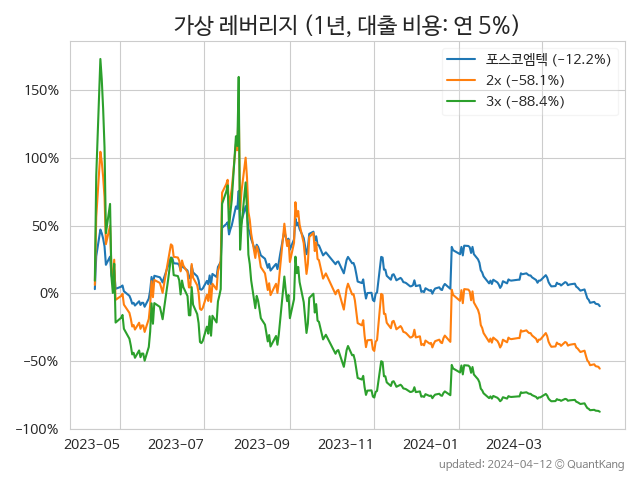 가상 레버리지 (1년, 대출 비용: 연 5%)
포스코엠텍 (−12.2%)
2x (−58.1%)
3x (−88.4%)
150%
100%
50%
0%
−50%
−100%
2023-05 2023-07 2023-09 2023-11 2024-01 2024-03
updated: 2024-04-12 © QuantKang